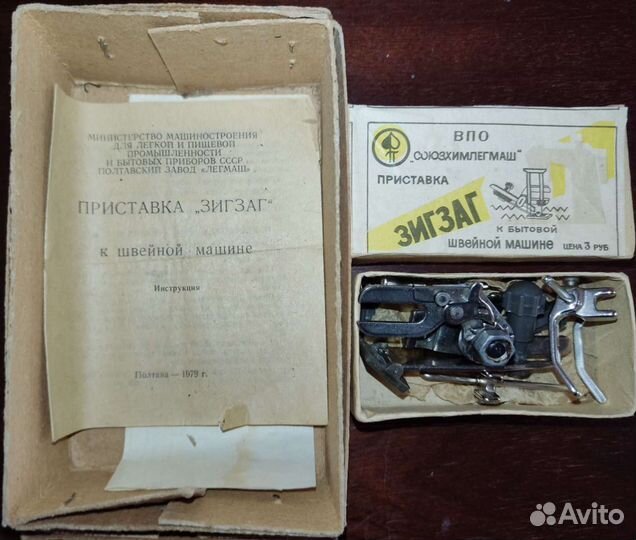 МИНИСТЕРСТВО МАШИНОСТРОЕНИЯ
ДЛЯ ЛЕГКОЙ И ПИЩЕВОЙ
ПРОМЫШЛЕННОСТИ
И БЫТОВЫХ ПРИБОРОВ СССР
ПОЛТАВСКИЙ ЗАВОД „ЛЕГМАШ"
ПРИСТАВКА „ЗИГЗАГ"
К ШВЕЙНОЙ МАШИНЕ
Инструкция
Полтава — 1979 г.
ВПО
„СОЮЗХИМЛЕГМАШ"
ПРИСТАВКА
ЗИГЗАГ
К БЫТОВОЙ
ШВЕЙНОЙ МАШИНЕ ЦЕНА 3 РУБ
Avito